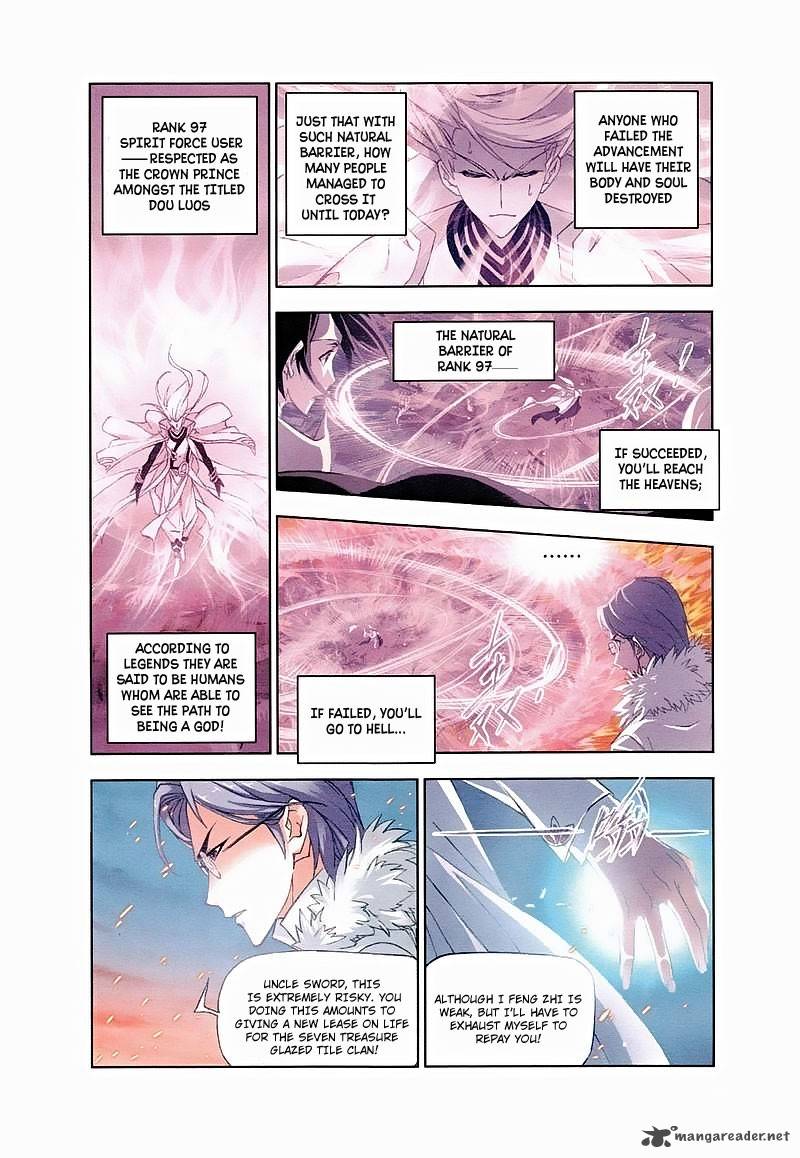 JUST THAT WITH
SUCH NATURAL
BARRIER, HOW
MANY PEOPLE
MANAGED TO
CROSS IT
UNTIL TODAY?
ANYONE WHO
FAILED THE
ADVANCEMENT
WILL HAVE THEIR
BODY AND SOUL
DESTROYED
RANK 97
SPIRIT FORCE USER
——RESPECTED AS
THE CROWN PRINCE
AMONGST THE TITLED
DOU LUOS
ACCORDING TO
LEGENDS THEY ARE
SAID TO BE HUMANS
WHOM ARE ABLE TO
SEE THE PATH TO
BEING A GOD!
THE NATURAL
BARRIER OF
RANK 97——
IF SUCCEEDED,
YOU'LL REACH
THE HEAVENS;
......
IF FAILED, YOU'LL
GO TO HELL...
UNCLE SWORD, THIS
IS EXTREMELY RISKY. YOU
DOING THIS AMOUNTS TO
GIVING A NEW LEASE ON LIFE
FOR THE SEVEN TREASURE
GLAZED TILE CLAN!
ALTHOUGH I FENG ZHI IS
WEAK, BUT I'LL HAVE TO
EXHAUST MYSELF TO
REPAY YOU!
mangareader.net